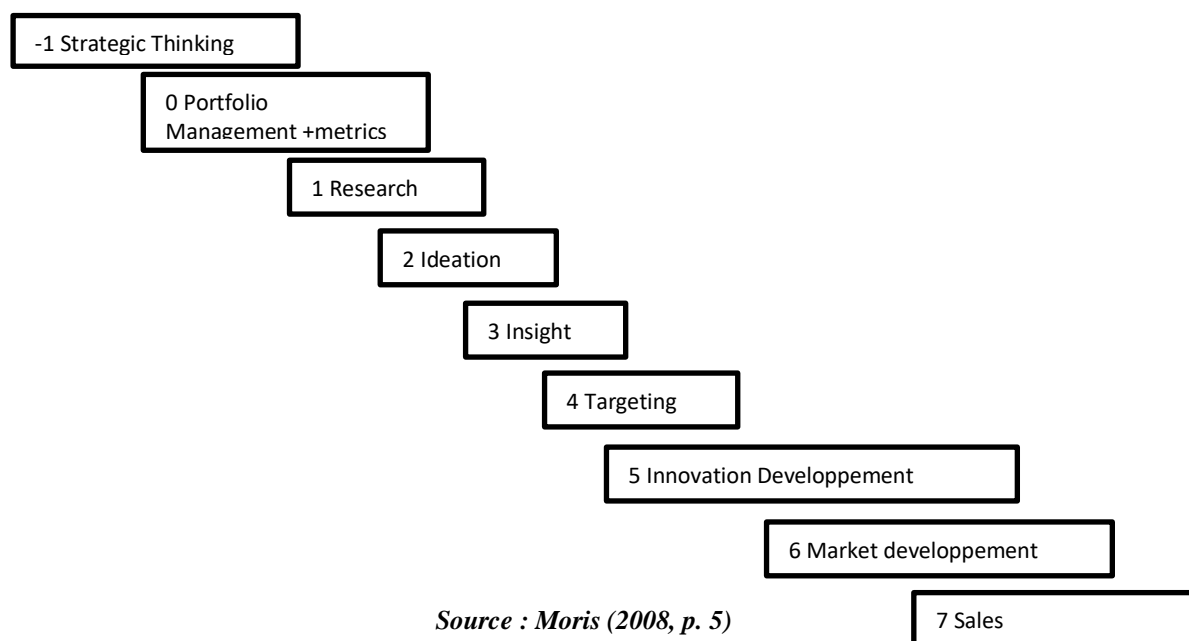 -1 Strategic Thinking
0 Portfolio
Management +metrics
1 Research
2 Ideation
3 Insight
4 Targeting
5 Innovation Developpement
6 Market developpement
7 Sales
Source : Moris (2008, p. 5)